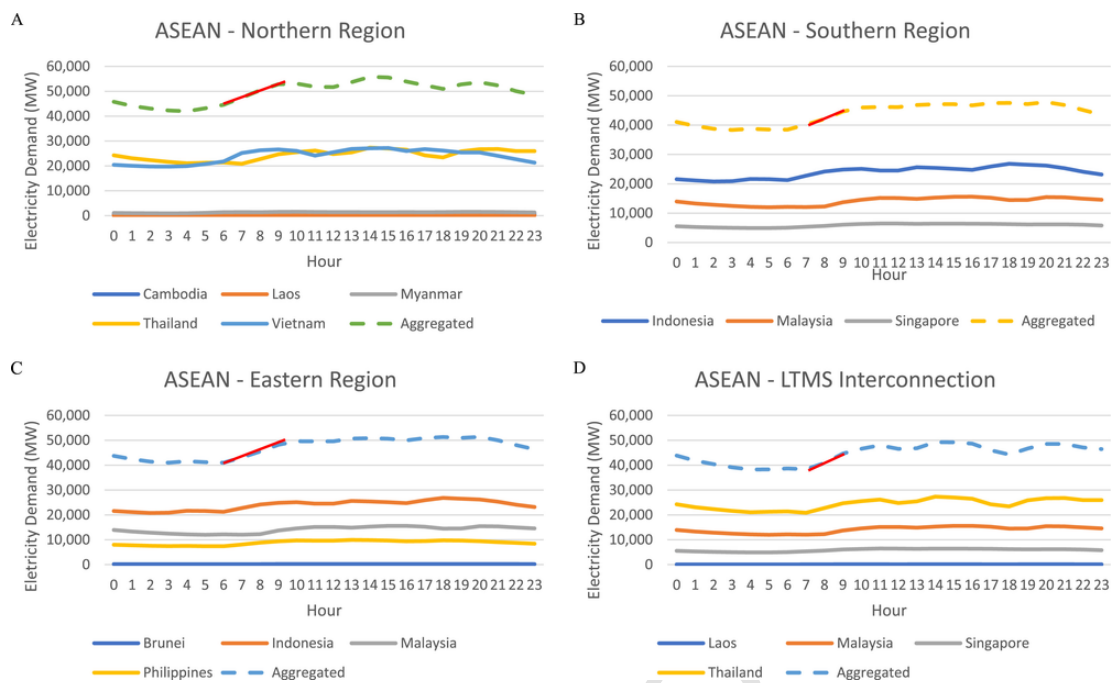 A
ASEAN - Northern Region
Electricity Demand (MW)
60,000
50,000
40,000
30,000
20,000
10,000
0
0 1 2 3 4 5 6 7 8 9 10 11 12 13 14 15 16 17 18 19 20 21 22 23
Hour
Cambodia Laos Myanmar
Thailand Vietnam Aggregated
B
ASEAN - Southern Region
Electricity Demand (MW)
60,000
50,000
40,000
30,000
20,000
10,000
0
0 1 2 3 4 5 6 7 8 9 10 11 12 13 14 15 16 17 18 19 20 21 22 23
Hour
Indonesia Malaysia Singapore Aggregated
C
ASEAN - Eastern Region
Eletricity Demand (MW)
60,000
50,000
40,000
30,000
20,000
10,000
0
0 1 2 3 4 5 6 7 8 9 10 11 12 13 14 15 16 17 18 19 20 21 22 23
Hour
Brunei Indonesia Malaysia
Philippines Aggregated
D
ASEAN - LTMS Interconnection
Electricity Demand (MW)
60,000
50,000
40,000
30,000
20,000
10,000
0
0 1 2 3 4 5 6 7 8 9 10 11 12 13 14 15 16 17 18 19 20 21 22 23
Hour
Laos Malaysia Singapore
Thailand Aggregated